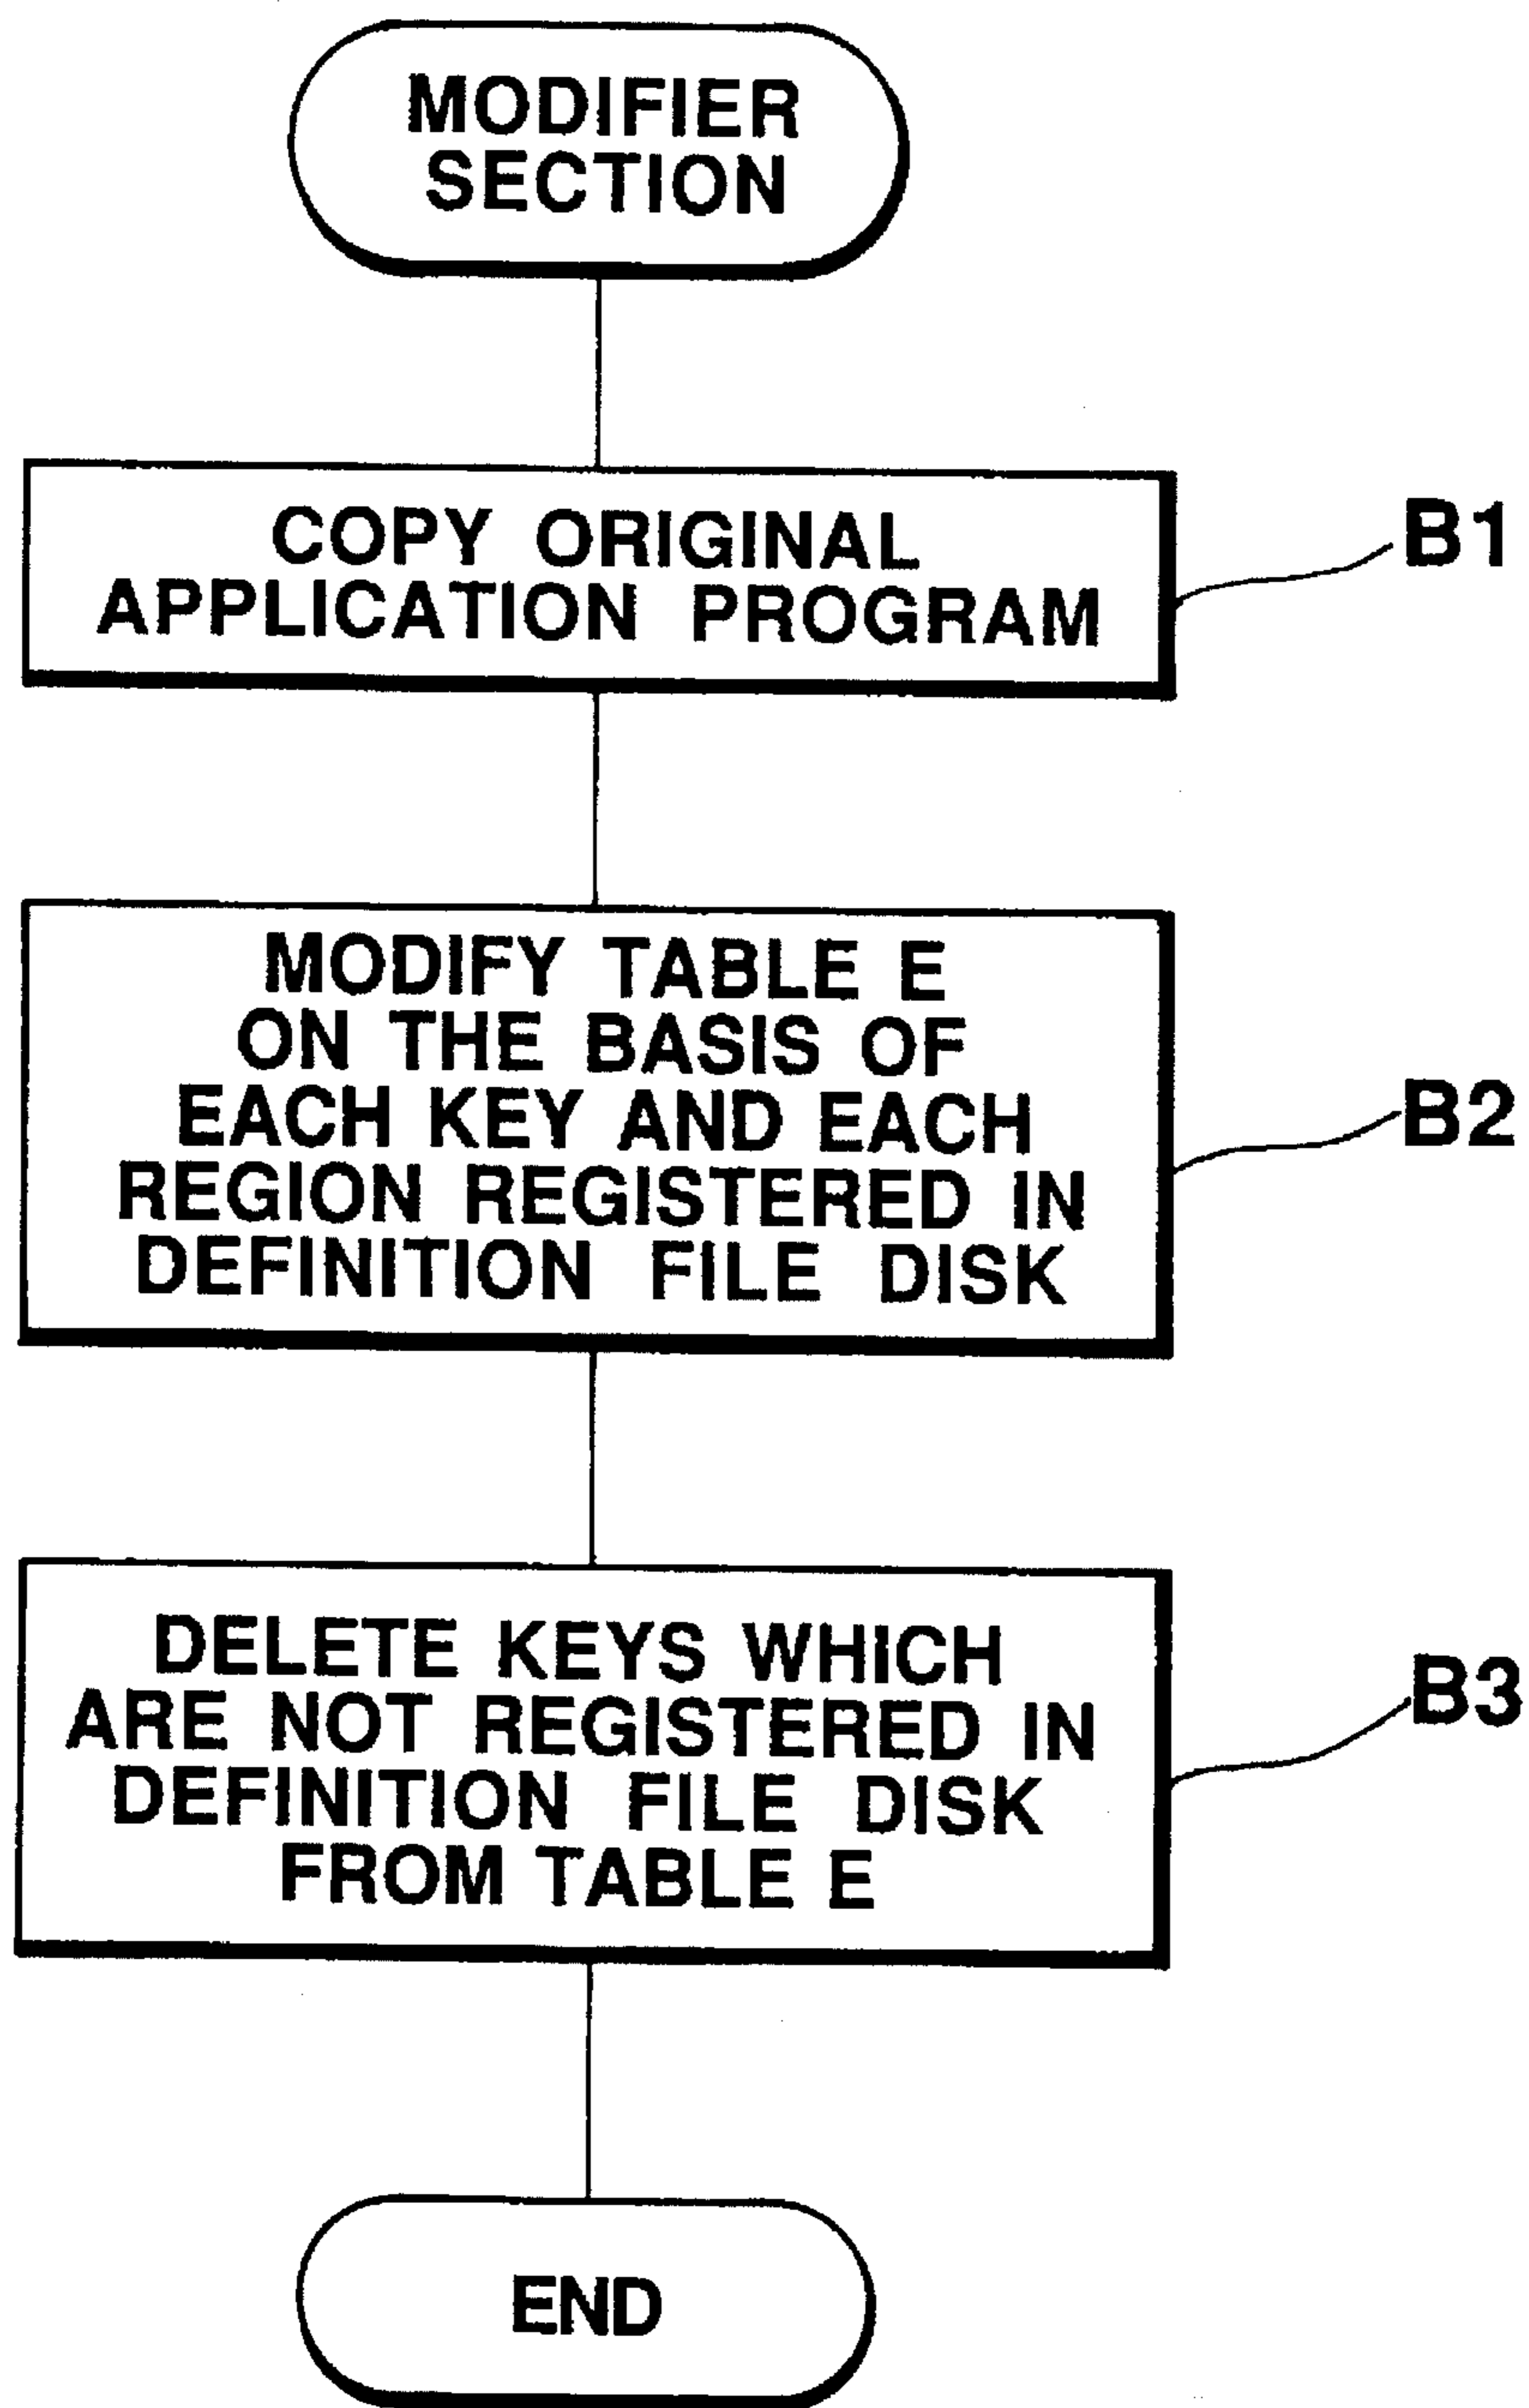 MODIFIER
SECTION
COPY ORIGINAL
APPLICATION PROGRAM
B1
MODIFY TABLE E
ON THE BASIS OF
EACH KEY AND EACH
REGION REGISTERED IN
DEFINITION FILE DISK
B2
DELETE KEYS WHICH
ARE NOT REGISTERED IN
DEFINITION FILE DISK
FROM TABLE E
B3
END